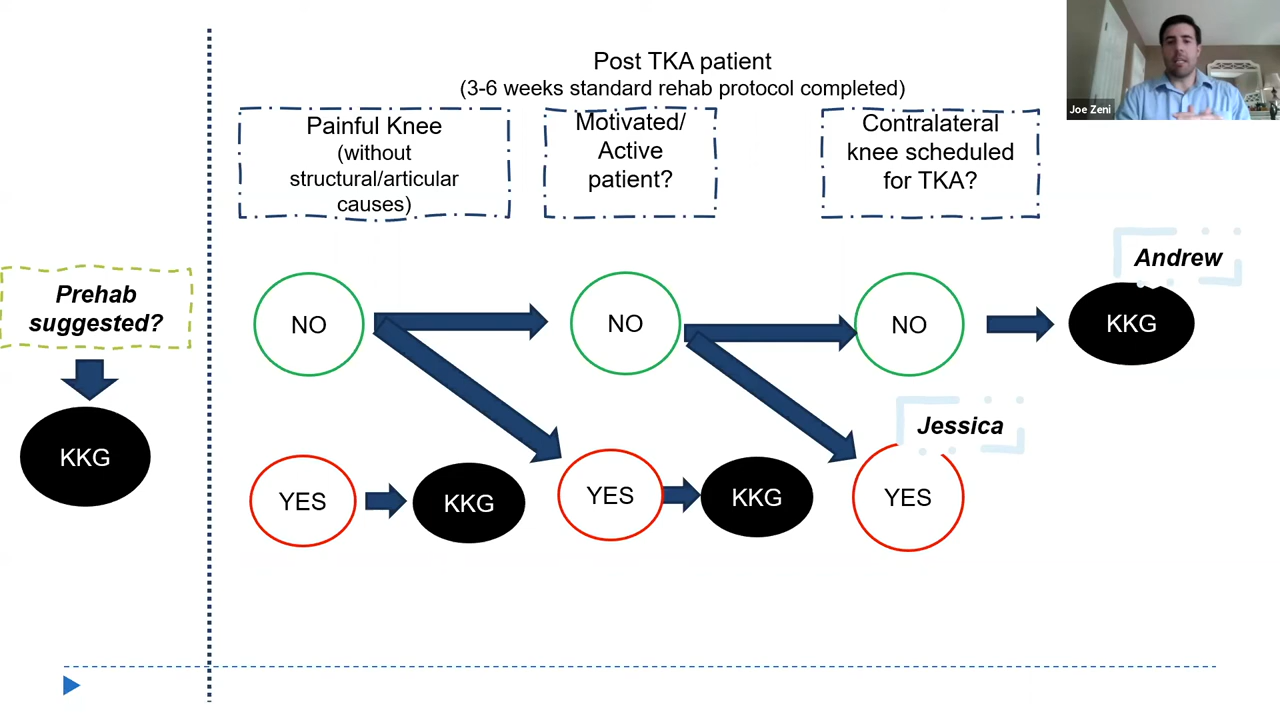 Post TKA patient
(3-6 weeks standard rehab protocol completed)
Joe Zeni
Painful Knee
(without
structural/articular
causes)
Motivated/
Active
patient?
Contralateral
knee scheduled
for TKA?
Prehab
suggested?
KKG
NO
NO
NO
Andrew
KKG
Jessica
YES
KKG
YES
KKG
YES